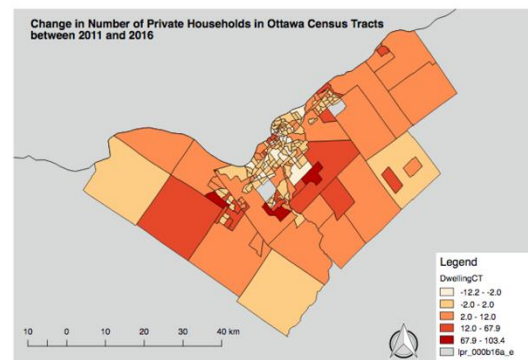 Change in Number of Private Households in Ottawa Census Tracts
between 2011 and 2016
Legend
DwellingCT
-12.2 - -2.0
-2.0 - 2.0
2.0 - 12.0
12.0 - 67.9
67.9 - 103.4
lpr_000b16a_e
10 0 10 20 30 40 km